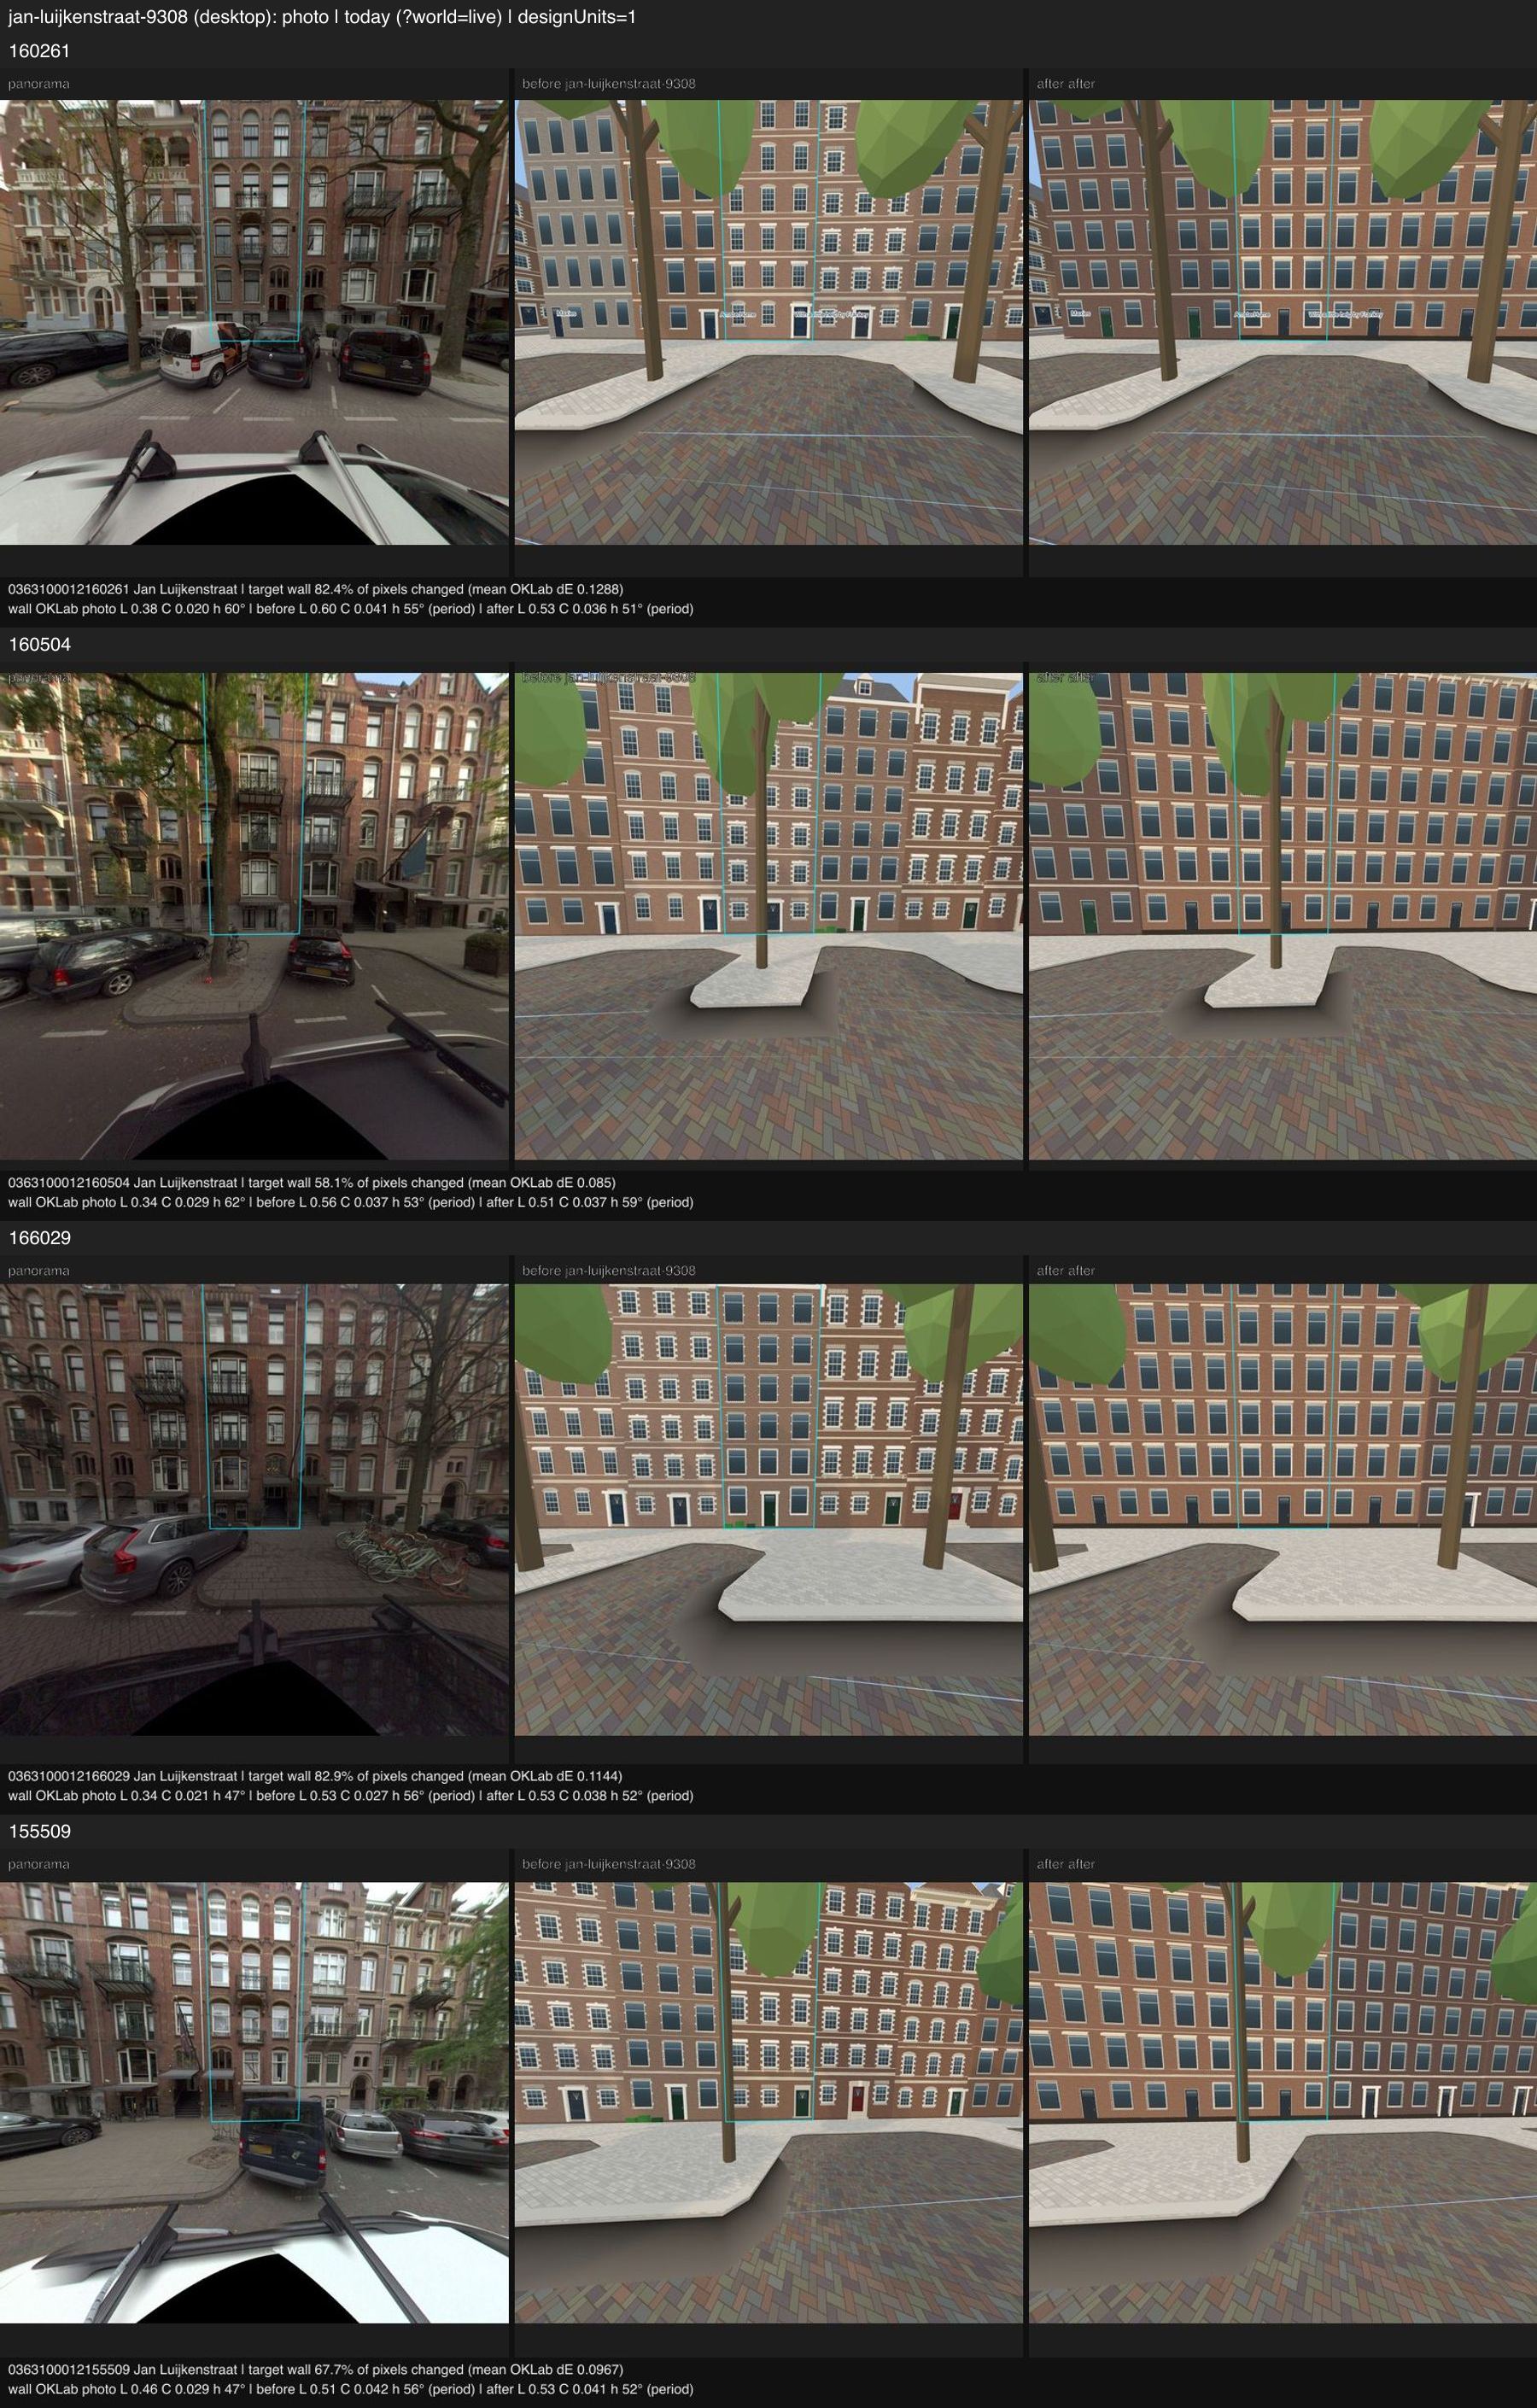 jan-luijkenstraat-9308 (desktop): photo | today (?world=live) | designUnits=1
160261
panorama
before jan-luijkenstraat-9308
after after
0363100012160261 Jan Luijkenstraat | target wall 82.4% of pixels changed (mean OKLab dE 0.1288)
wall OKLab photo L 0.38 C 0.020 h 60° | before L 0.60 C 0.041 h 55° (period) | after L 0.53 C 0.036 h 51° (period)
160504
panorama
before jan-luijkenstraat-9308
after after
0363100012160504 Jan Luijkenstraat | target wall 58.1% of pixels changed (mean OKLab dE 0.085)
wall OKLab photo L 0.34 C 0.029 h 62° | before L 0.56 C 0.037 h 53° (period) | after L 0.51 C 0.037 h 59° (period)
166029
panorama
before jan-luijkenstraat-9308
after after
0363100012166029 Jan Luijkenstraat | target wall 82.9% of pixels changed (mean OKLab dE 0.1144)
wall OKLab photo L 0.34 C 0.021 h 47° | before L 0.53 C 0.027 h 56° (period) | after L 0.53 C 0.038 h 52° (period)
155509
panorama
before jan-luijkenstraat-9308
after after
0363100012155509 Jan Luijkenstraat | target wall 67.7% of pixels changed (mean OKLab dE 0.0967)
wall OKLab photo L 0.46 C 0.029 h 47° | before L 0.51 C 0.042 h 56° (period) | after L 0.53 C 0.041 h 52° (period)